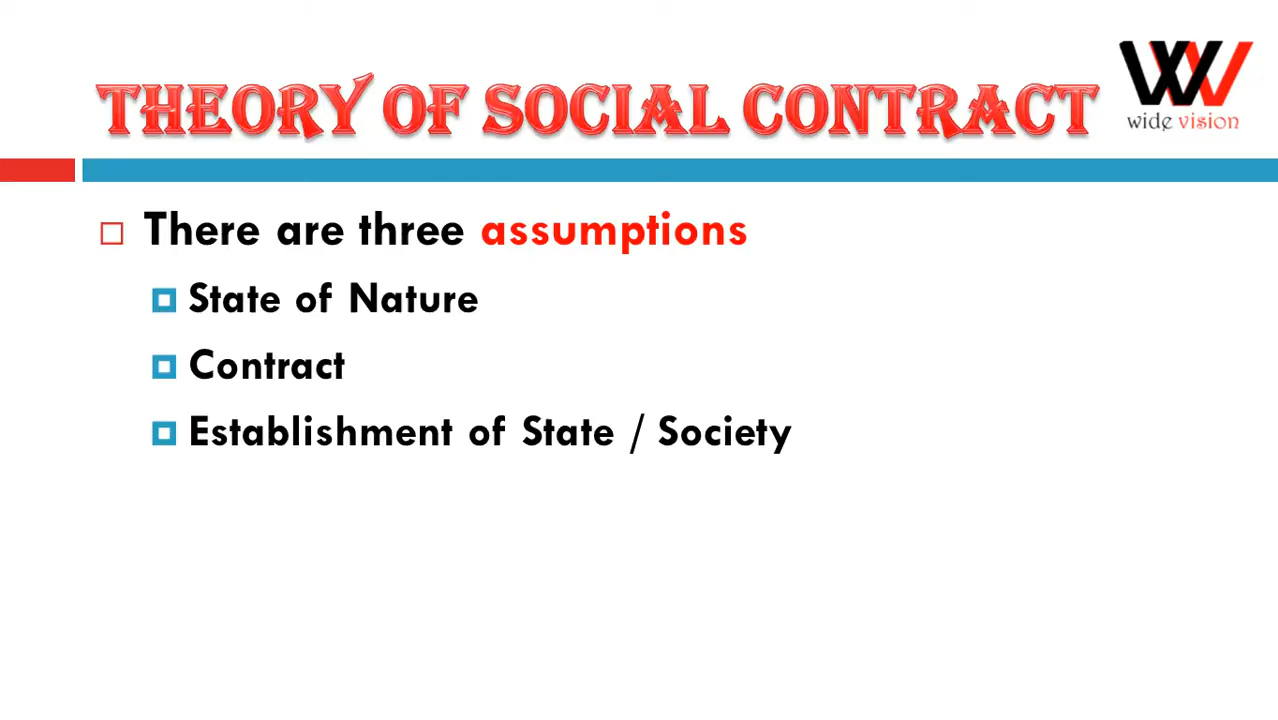 THEORY OF SOCIAL CONTRACT
wide vision
There are three assumptions
State of Nature
Contract
Establishment of State / Society